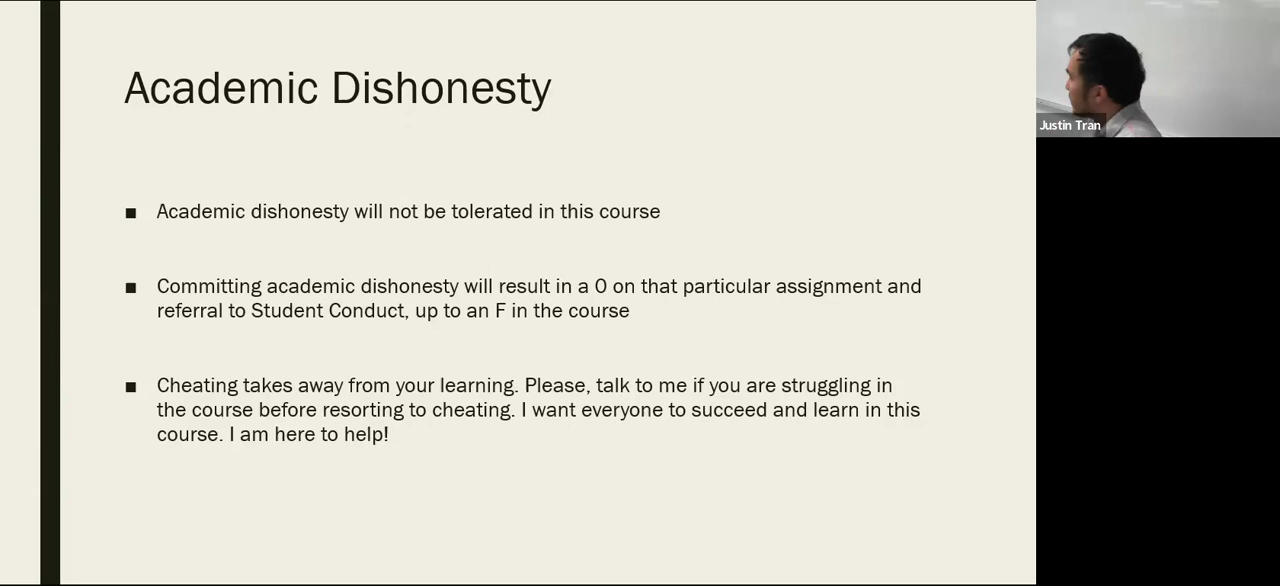 Academic Dishonesty
■ Academic dishonesty will not be tolerated in this course
■ Committing academic dishonesty will result in a 0 on that particular assignment and
referral to Student Conduct, up to an F in the course
■ Cheating takes away from your learning. Please, talk to me if you are struggling in
the course before resorting to cheating. I want everyone to succeed and learn in this
course. I am here to help!
Justin Tran